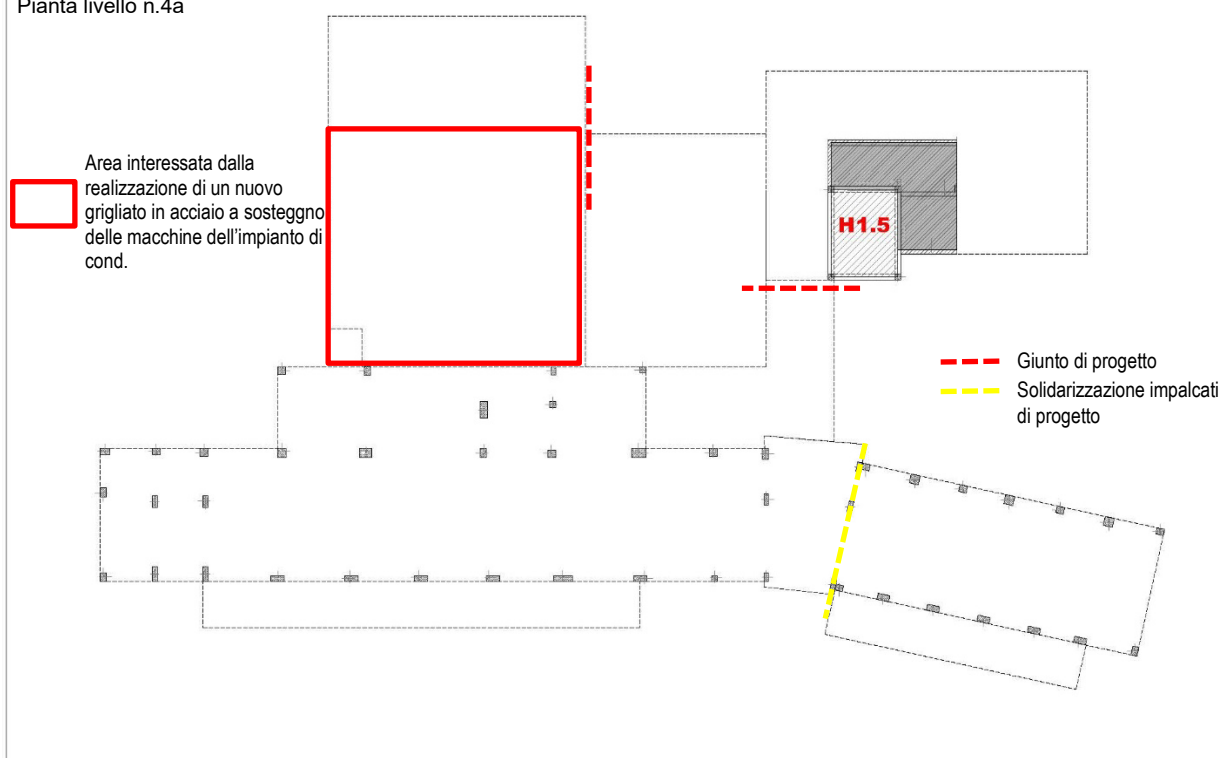 Pianta livello n.4a
Area interessata dalla
realizzazione di un nuovo
grigliato in acciaio a sosteggno
delle macchine dell'impianto di
cond.
H1.5
Giunto di progetto
Solidarizzazione impalcati
di progetto